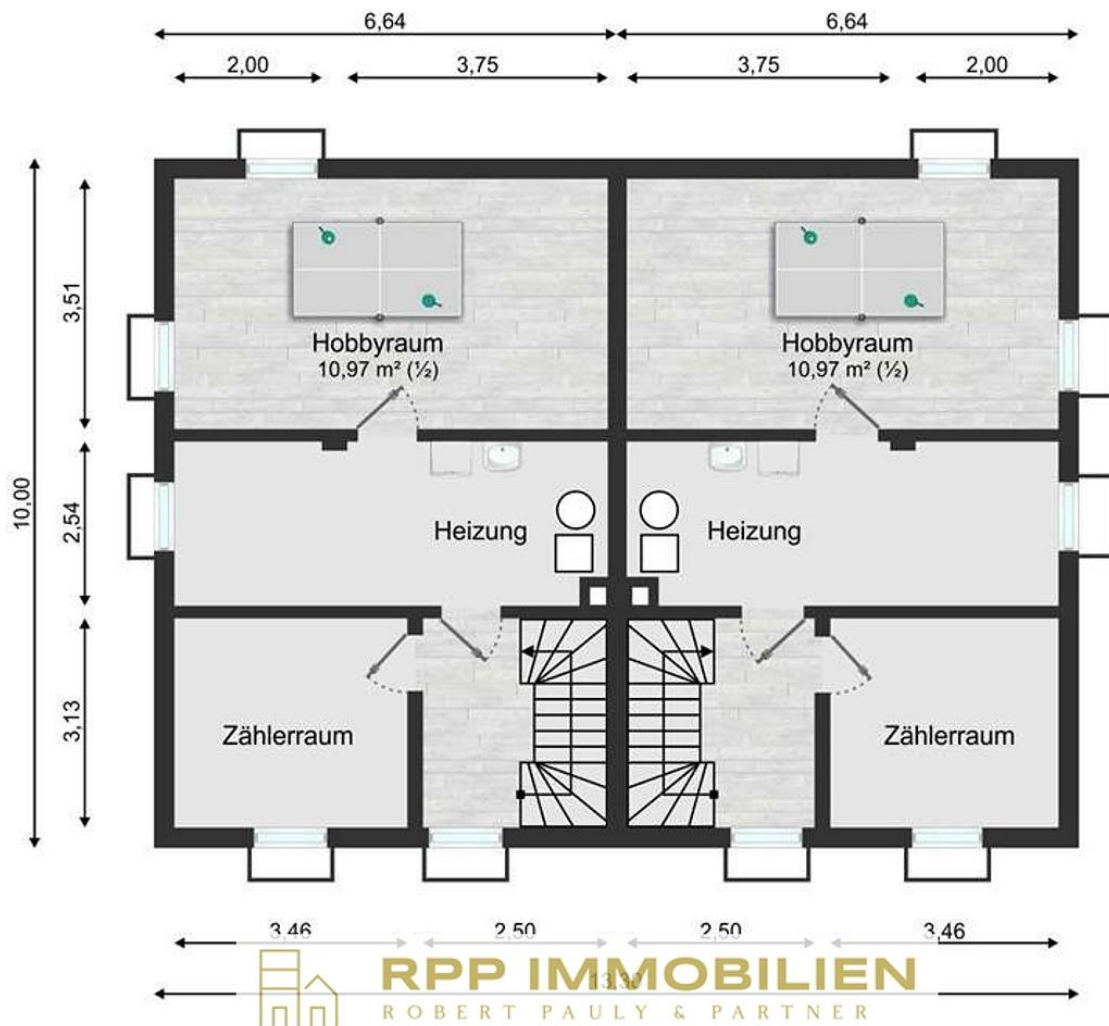 6,64 6,64
2,00 3,75 3,75 2,00
10,00
3,51
2,54
3,13
Hobbyraum
10,97 m² (½)
Hobbyraum
10,97 m² (½)
Heizung
Heizung
Zählerraum
Zählerraum
3,46 2,50 2,50 3,46
13,30
RPP IMMOBILIEN
ROBERT PAULY & PARTNER